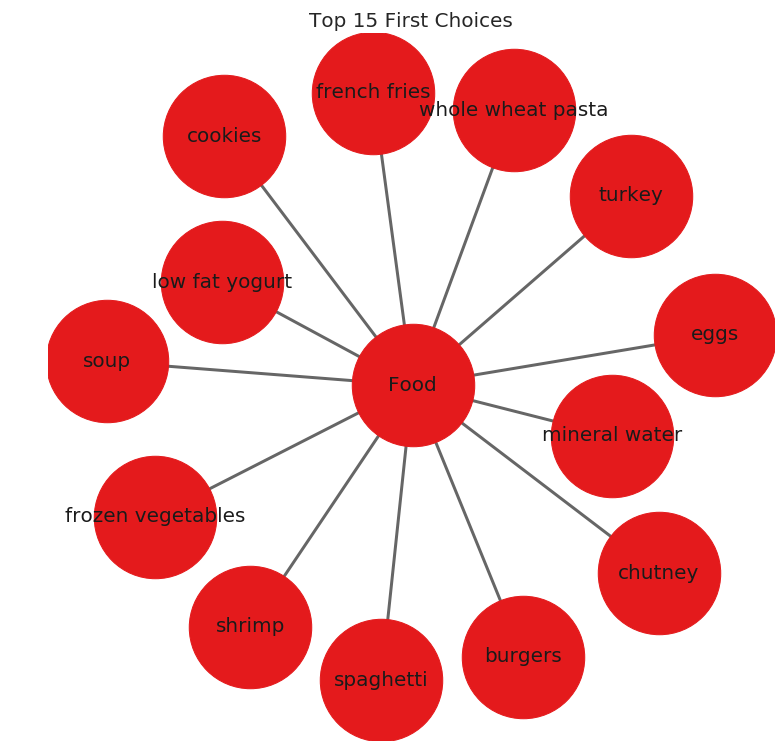 Top 15 First Choices
french fries
whole wheat pasta
cookies
turkey
low fat yogurt
eggs
soup
Food
mineral water
frozen vegetables
chutney
shrimp
burgers
spaghetti